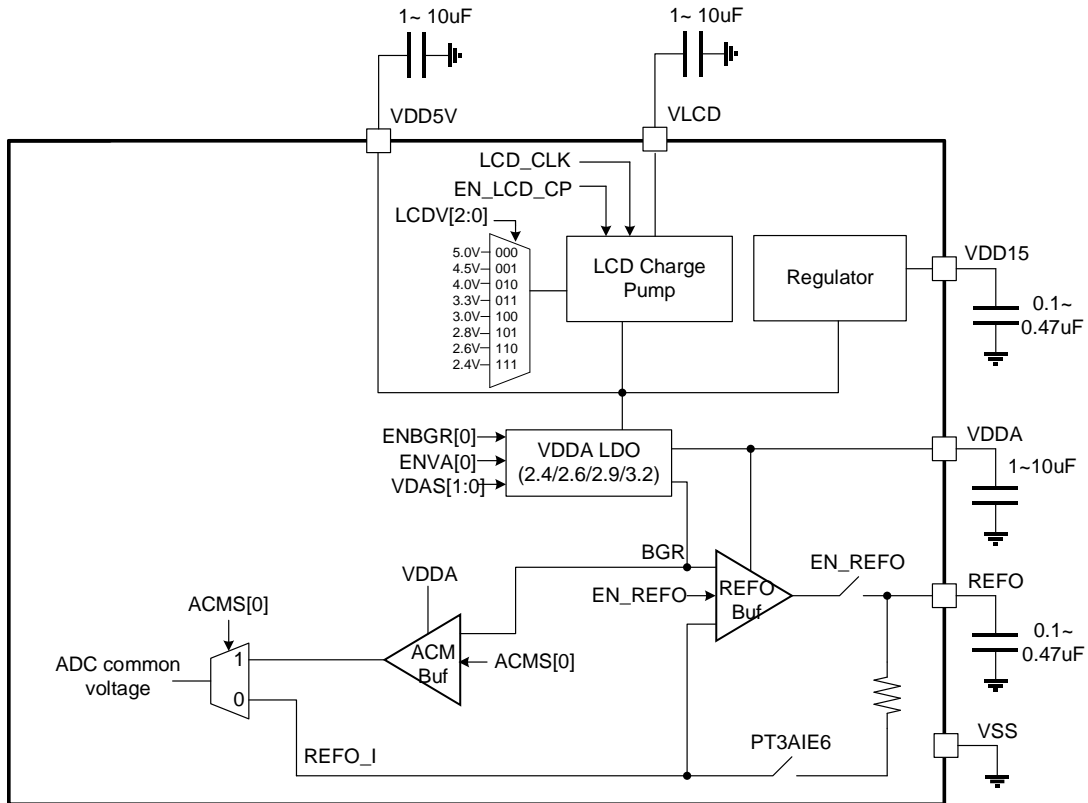 1~ 10uF
1~ 10uF
VDD5V
VLCD
LCD_CLK
EN_LCD_CP
LCDV[2:0]
5.0V 000
4.5V 001
4.0V 010
3.3V 011
3.0V 100
2.8V 101
2.6V 110
2.4V 111
LCD Charge
Pump
Regulator
VDD15
0.1~
0.47uF
ENBGR[0]
ENVA[0]
VDAS[1:0]
VDDA LDO
(2.4/2.6/2.9/3.2)
VDDA
1~10uF
BGR
EN_REFO
REFO
Buf
EN_REFO
REFO
0.1~
0.47uF
VDDA
ACM
Buf
ACMS[0]
ACMS[0]
1
0
ADC common
voltage
REFO_I
PT3AIE6
VSS